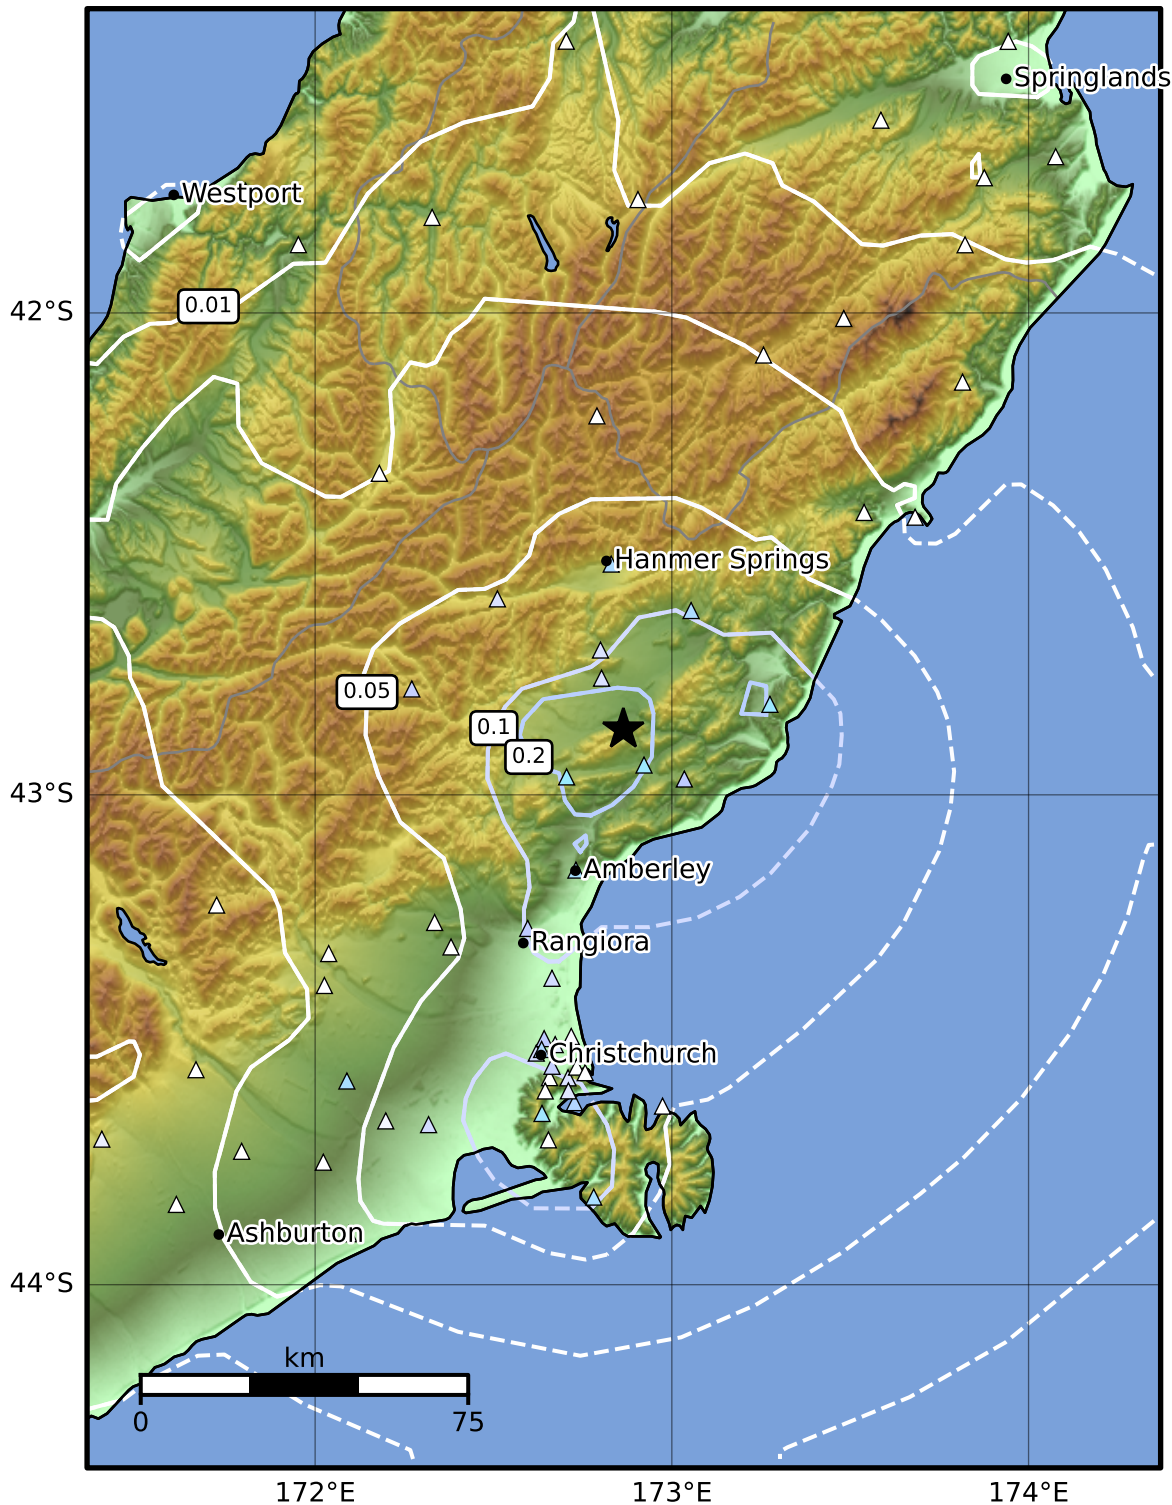 Springlands
Westport
0.01
42°S
Hanmer Springs
0.05
0.1
0.2
43°S
Amberley
Rangiora
Christchurch
Ashburton
44°S
km
0 75
172°E 173°E 174°E